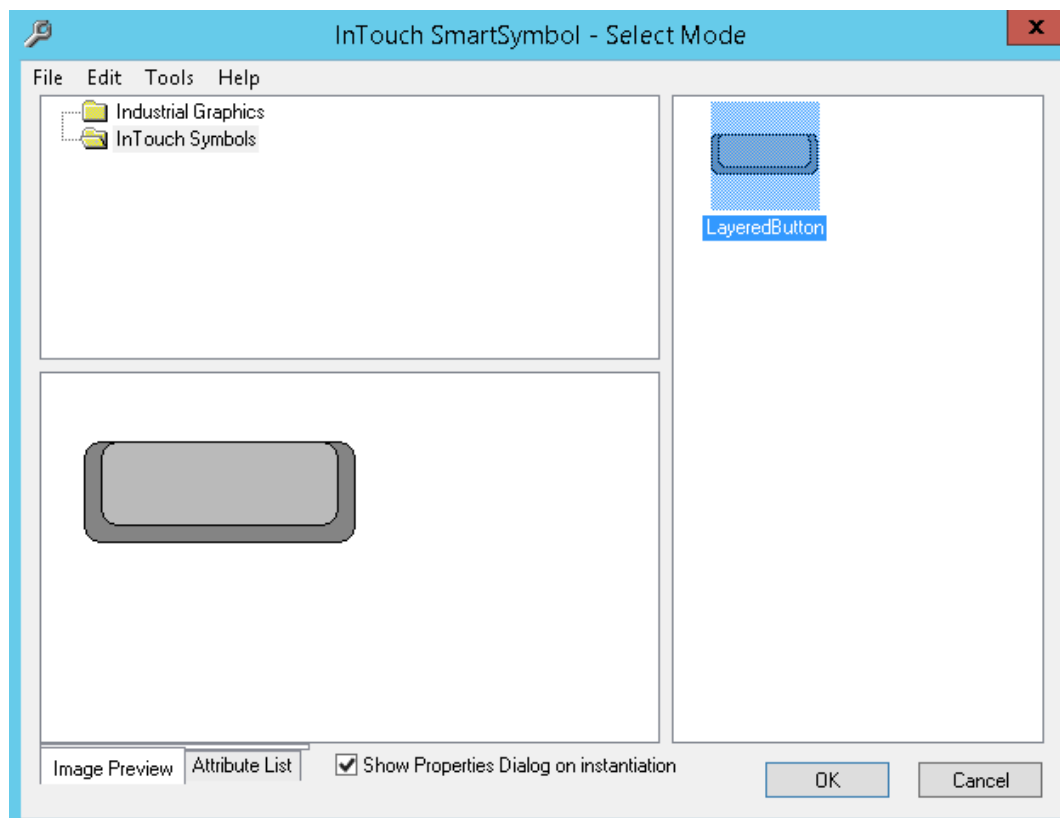 InTouch SmartSymbol - Select Mode
x
File Edit Tools Help
Industrial Graphics
InTouch Symbols
LayeredButton
Image Preview Attribute List Show Properties Dialog on instantiation OK Cancel